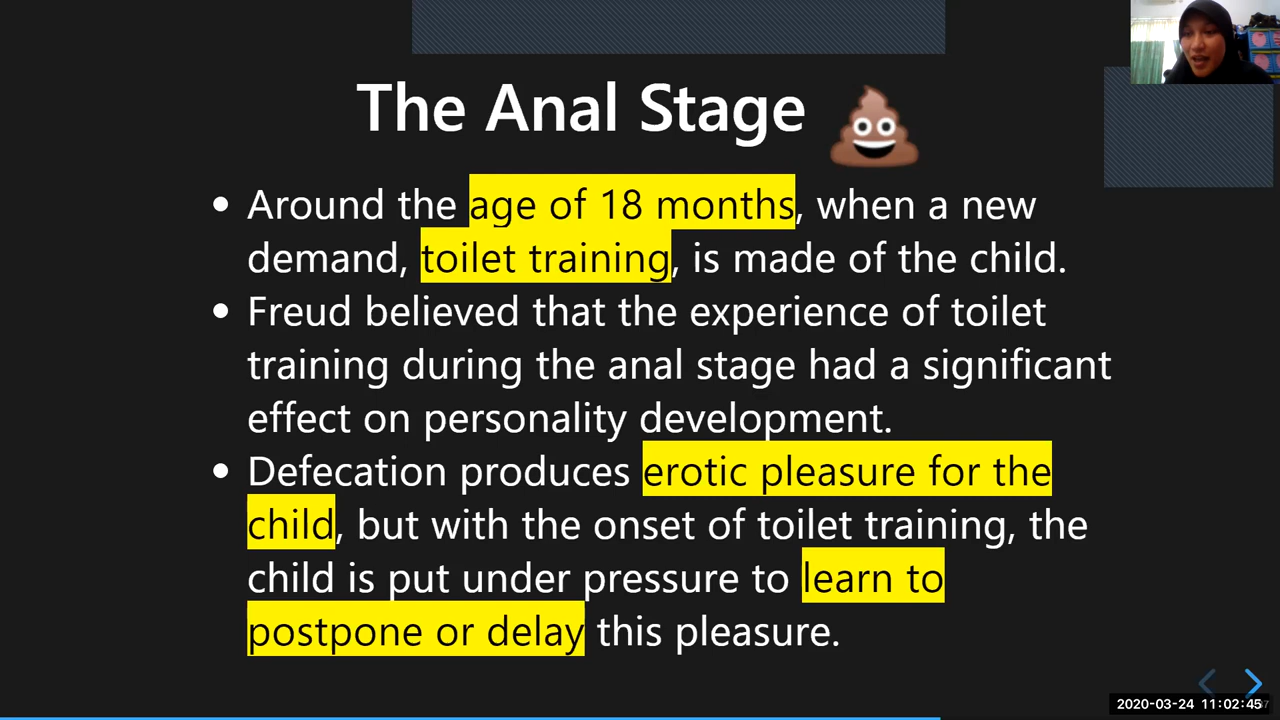 The Anal Stage
• Around the age of 18 months, when a new
demand, toilet training, is made of the child.
• Freud believed that the experience of toilet
training during the anal stage had a significant
effect on personality development.
• Defecation produces erotic pleasure for the
child, but with the onset of toilet training, the
child is put under pressure to learn to
postpone or delay this pleasure.
2020-03-24 11:02:45